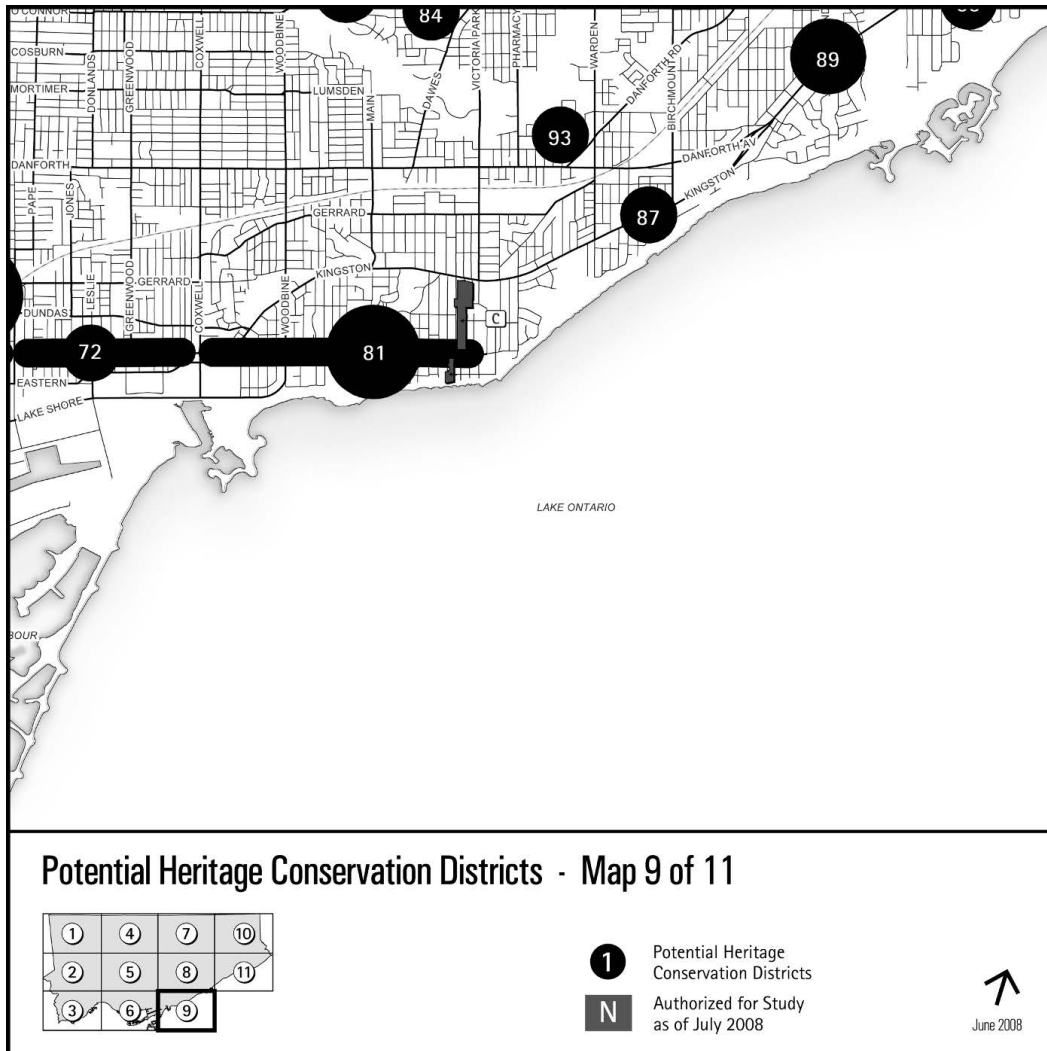 O'CONNOR
COSBURN
MORTIMER
DONLANDS
GREENWOOD
COXWELL
WOODBINE
LUMSDEN
MAIN
84
DAWES
VICTORIA PARK
PHARMACY
WARDEN
DANFORTH RD
BIRCHMOUNT
89
93
DANFORTH
DANFORTH AV
KINGSTON
PAPE
JONES
GERRARD
87
KINGSTON
GERRARD
LESLIE
GREENWOOD
COXWELL
WOODBINE
DUNDAS
C
72
81
EASTERN
LAKE SHORE
LAKE ONTARIO
BOUR
Potential Heritage Conservation Districts - Map 9 of 11
1 4 7 10
2 5 8 11
3 6 9
1 Potential Heritage
Conservation Districts
N Authorized for Study
as of July 2008
June 2008